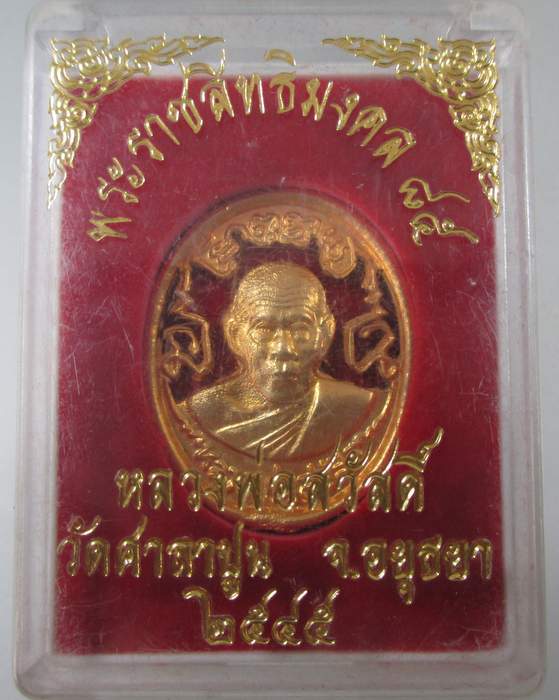 พระราชสิทธิมงคล
หลวงพ่อสวัสดิ์
วัดศาลาปูน จ.อยุธยา
๒๕๔๕